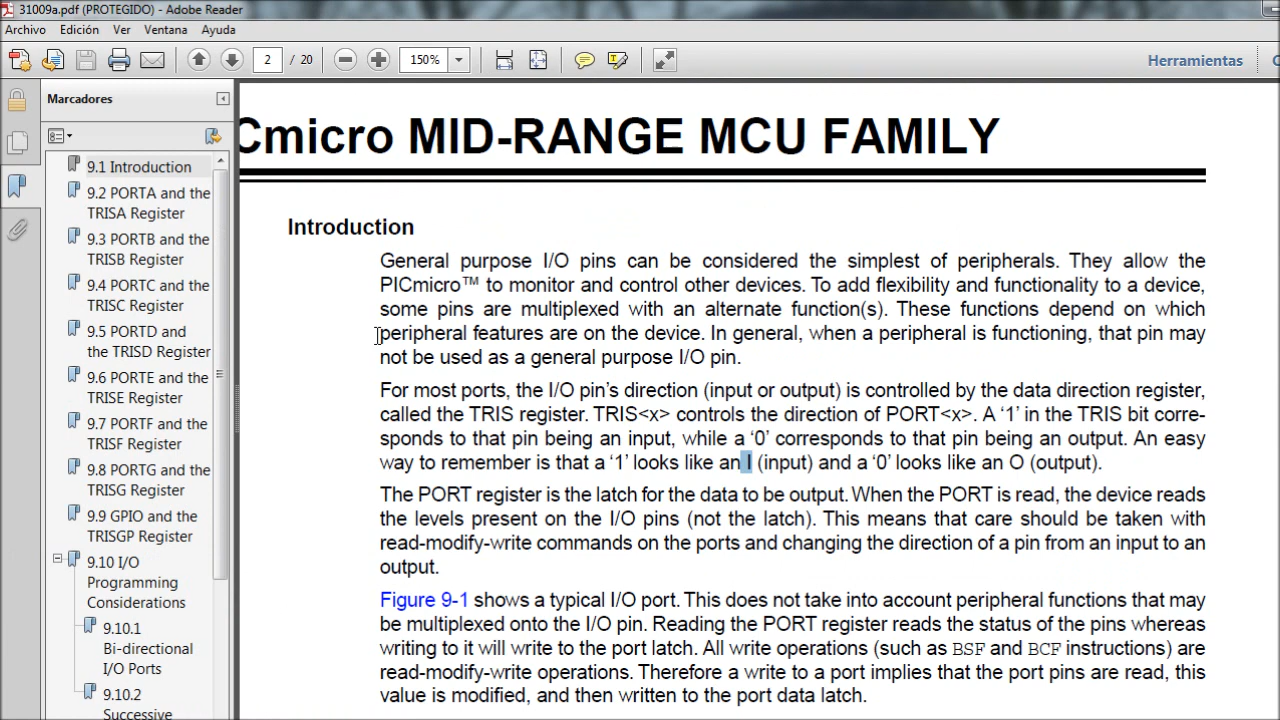 31009a.pdf (PROTEGIDO) - Adobe Reader
Archivo Edición Ver Ventana Ayuda
2 / 20 150% Herramientas
Marcadores
9.1 Introduction
9.2 PORTA and the
TRISA Register
9.3 PORTB and the
TRISB Register
9.4 PORTC and the
TRISC Register
9.5 PORTD and
the TRISD Register
9.6 PORTE and the
TRISE Register
9.7 PORTF and the
TRISF Register
9.8 PORTG and the
TRISG Register
9.9 GPIO and the
TRISGP Register
9.10 I/O
Programming
Considerations
9.10.1
Bi-directional
I/O Ports
9.10.2
Successive
Cmicro MID-RANGE MCU FAMILY
Introduction
General purpose I/O pins can be considered the simplest of peripherals. They allow the
PICmicro™ to monitor and control other devices. To add flexibility and functionality to a device,
some pins are multiplexed with an alternate function(s). These functions depend on which
peripheral features are on the device. In general, when a peripheral is functioning, that pin may
not be used as a general purpose I/O pin.
For most ports, the I/O pin's direction (input or output) is controlled by the data direction register,
called the TRIS register. TRIS<x> controls the direction of PORT<x>. A '1' in the TRIS bit corre-
sponds to that pin being an input, while a '0' corresponds to that pin being an output. An easy
way to remember is that a '1' looks like an I (input) and a '0' looks like an O (output).
The PORT register is the latch for the data to be output. When the PORT is read, the device reads
the levels present on the I/O pins (not the latch). This means that care should be taken with
read-modify-write commands on the ports and changing the direction of a pin from an input to an
output.
Figure 9-1 shows a typical I/O port. This does not take into account peripheral functions that may
be multiplexed onto the I/O pin. Reading the PORT register reads the status of the pins whereas
writing to it will write to the port latch. All write operations (such as BSF and BCF instructions) are
read-modify-write operations. Therefore a write to a port implies that the port pins are read, this
value is modified, and then written to the port data latch.